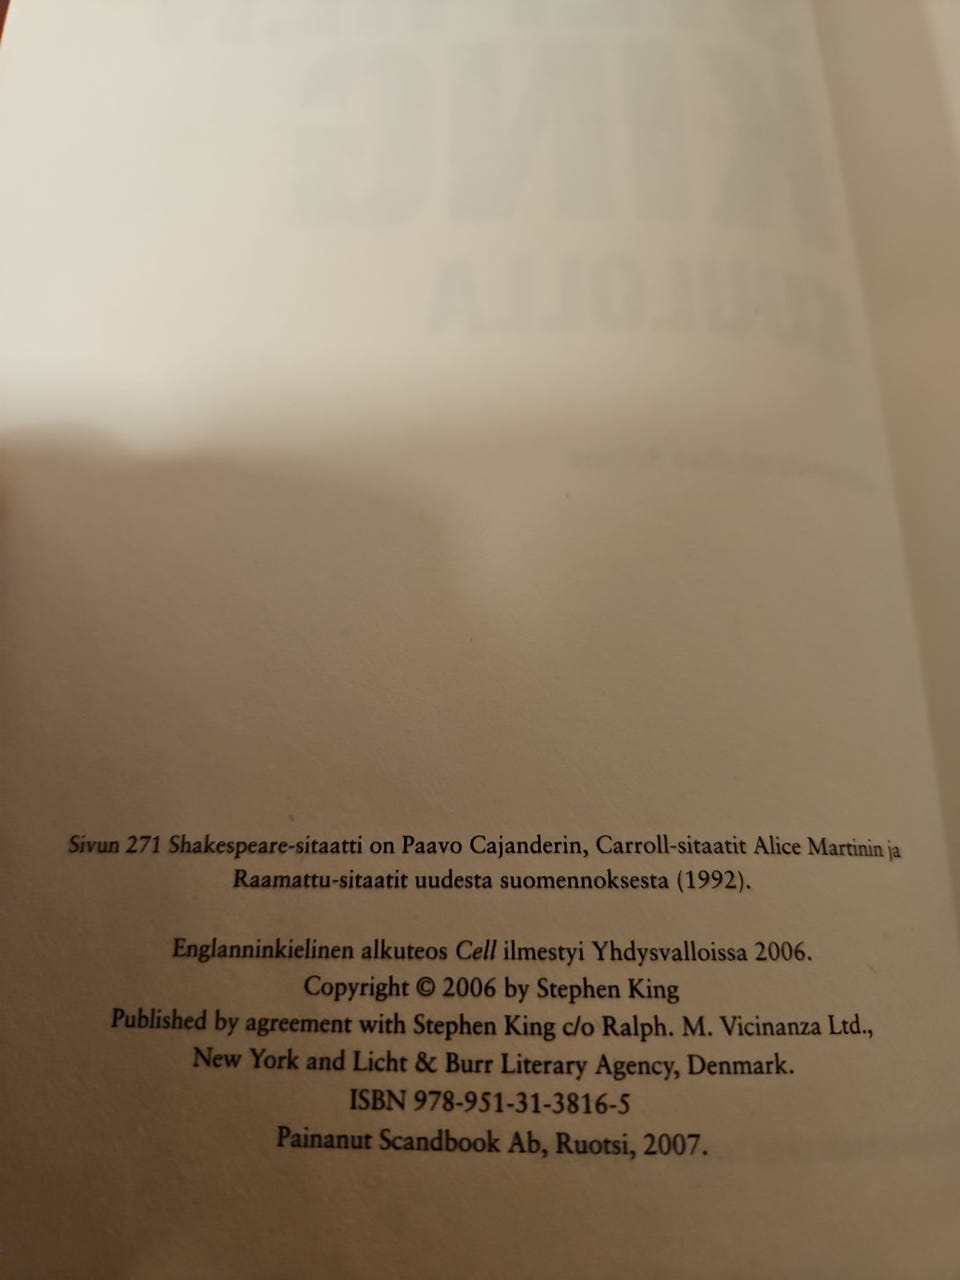 KING
KUULOLLA
Sivun 271 Shakespeare-sitaatti on Paavo Cajanderin, Carroll-sitaatit Alice Martinin ja
Raamattu-sitaatit uudesta suomennoksesta (1992).
Englanninkielinen alkuteos Cell ilmestyi Yhdysvalloissa 2006.
Copyright © 2006 by Stephen King
Published by agreement with Stephen King c/o Ralph. M. Vicinanza Ltd.,
New York and Licht & Burr Literary Agency, Denmark.
ISBN 978-951-31-3816-5
Painanut Scandbook Ab, Ruotsi, 2007.